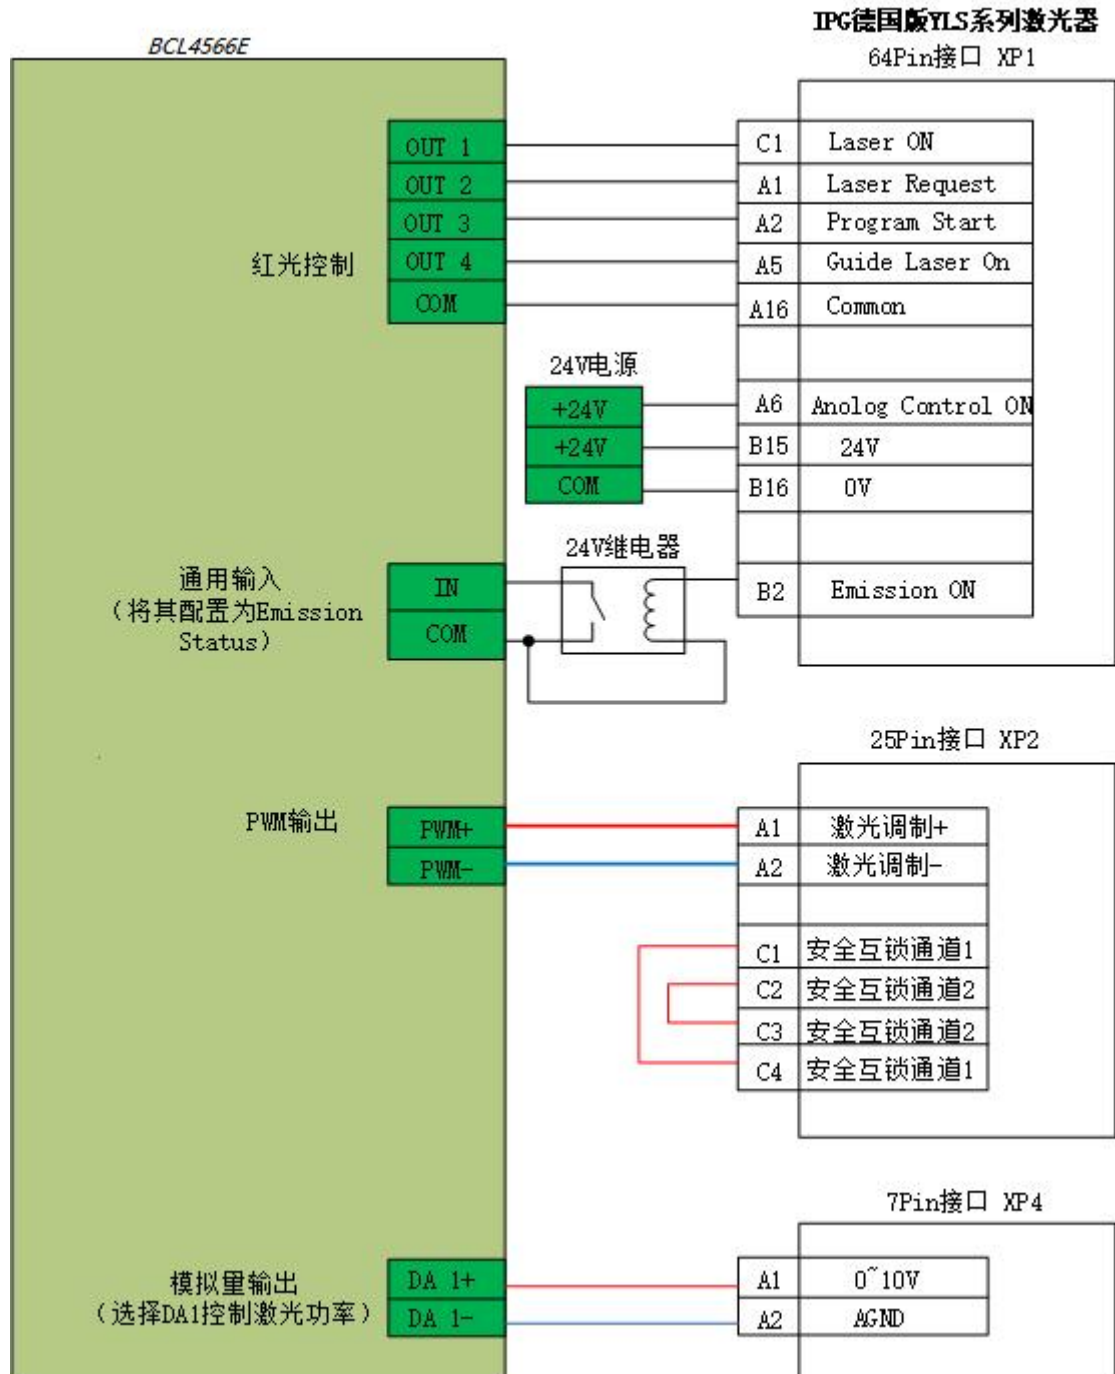 IPG德国版YLS系列激光器
BCL4566E
64Pin接口 XP1
OUT 1
C1
Laser ON
OUT 2
A1
Laser Request
OUT 3
A2
Program Start
红光控制
OUT 4
A5
Guide Laser On
COM
A16
Common
24V电源
+24V
A6
Anolog Control ON
+24V
B15
24V
COM
B16
0V
24V继电器
通用输入
(将其配置为Emission
Status)
IN
COM
B2
Emission ON
25Pin接口 XP2
PWM输出
PWM+
A1
激光调制+
PWM-
A2
激光调制-
C1
安全互锁通道1
C2
安全互锁通道2
C3
安全互锁通道2
C4
安全互锁通道1
7Pin接口 XP4
模拟量输出
(选择DA1控制激光功率)
DA 1+
A1
0~10V
DA 1-
A2
AGND